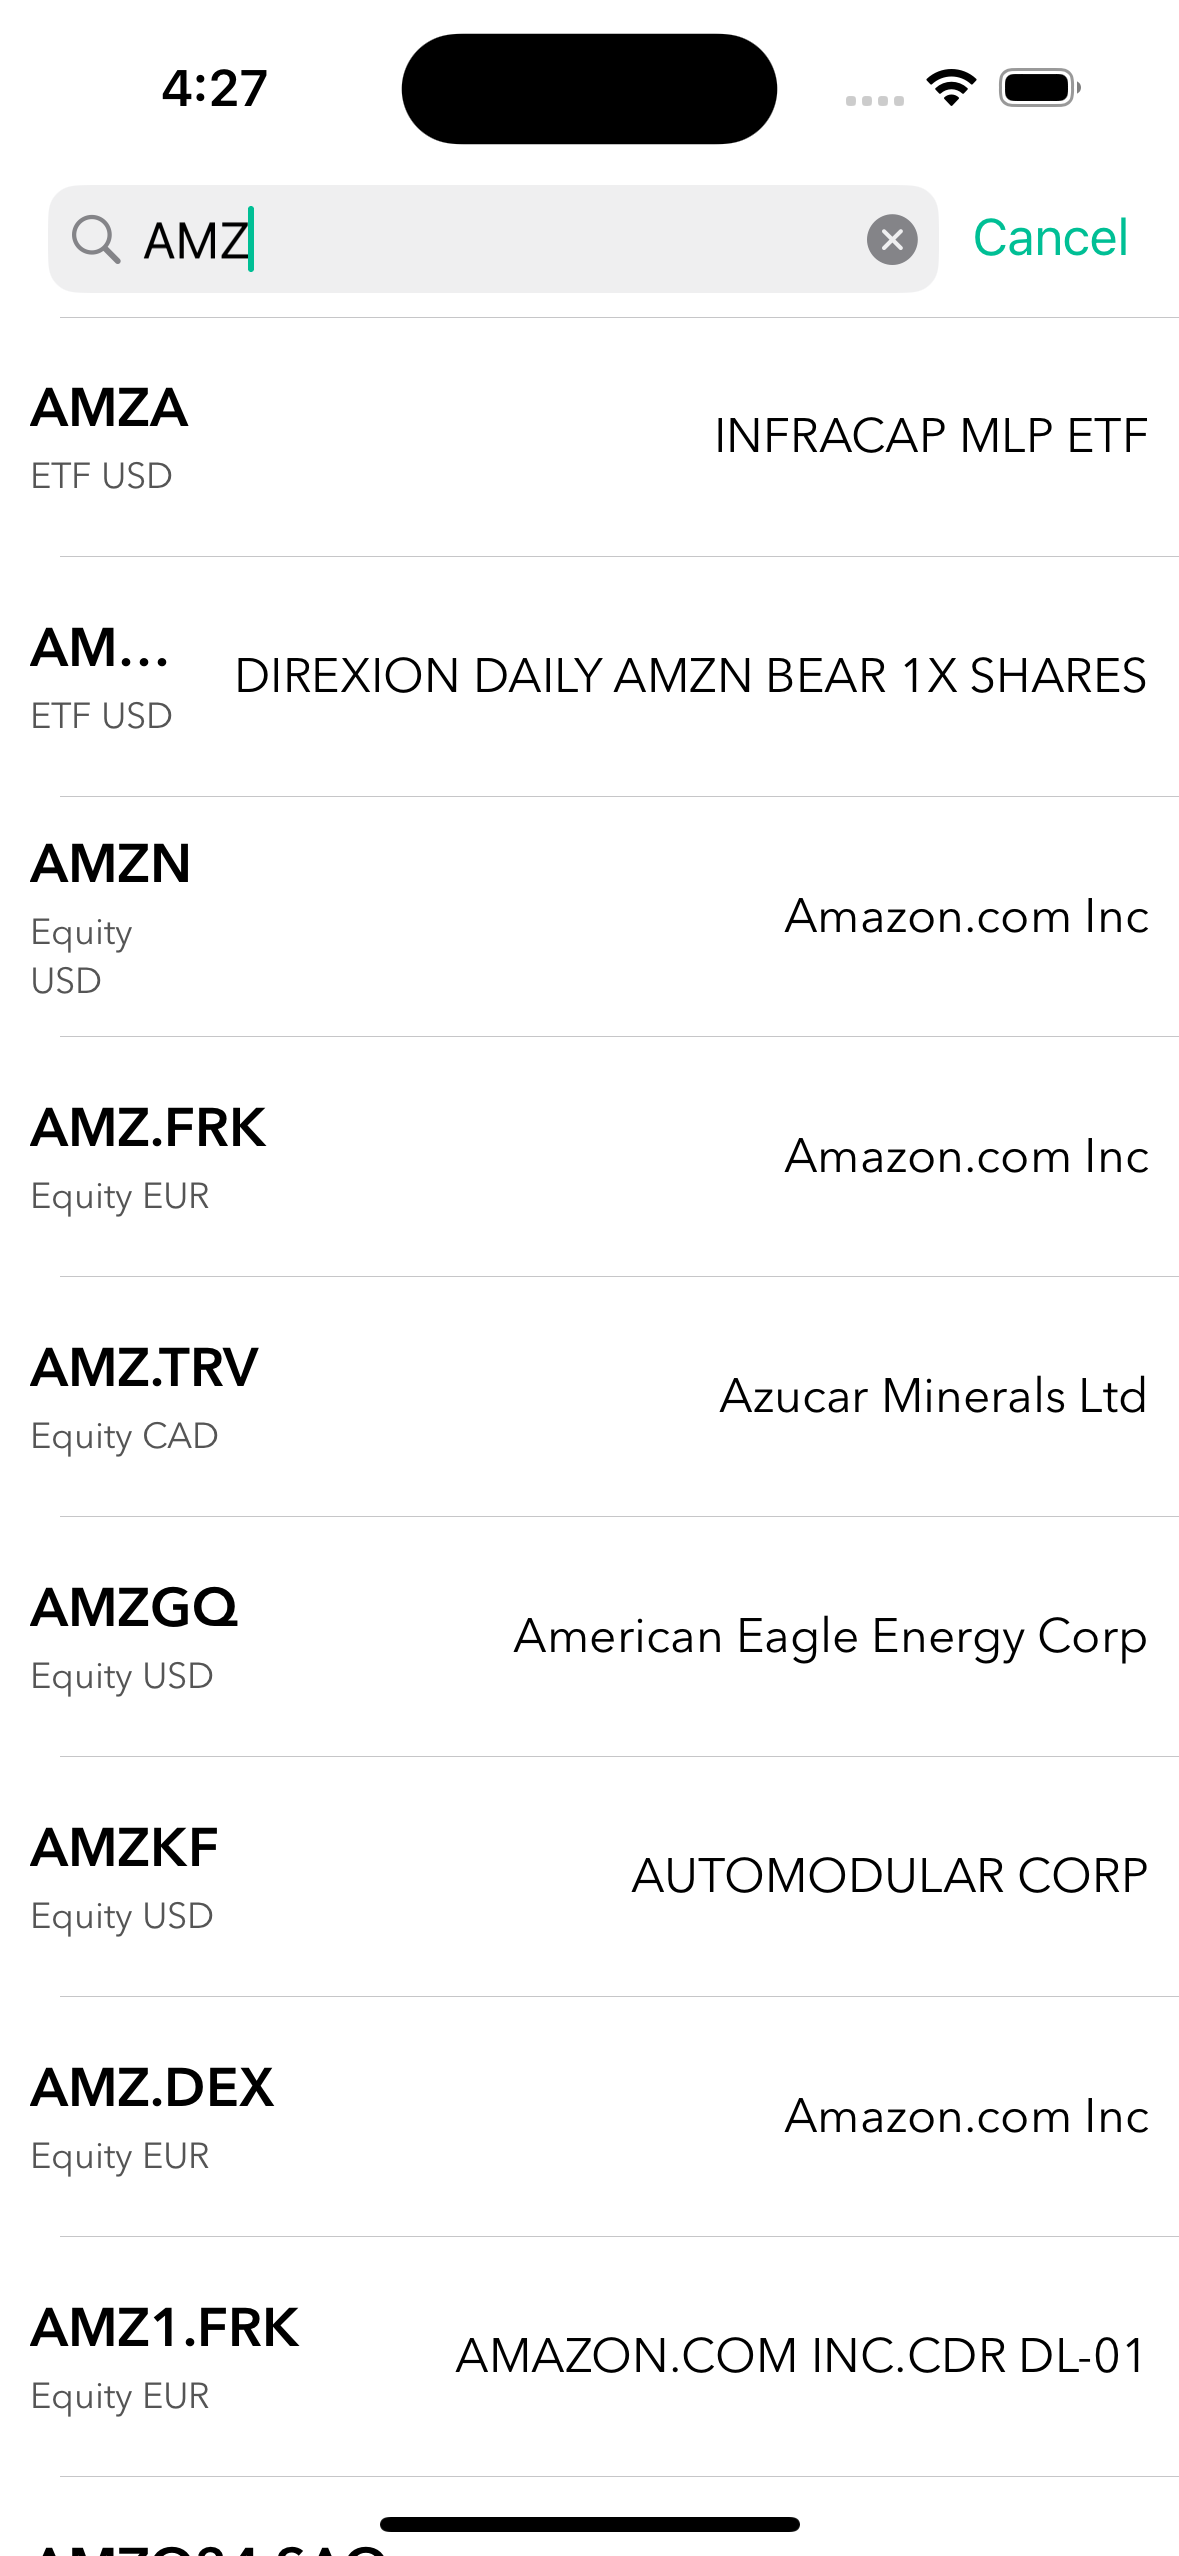 4:27
AMZ
Cancel
AMZA
INFRACAP MLP ETF
ETF USD
AM...
DIREXION DAILY AMZN BEAR 1X SHARES
ETF USD
AMZN
Amazon.com Inc
Equity
USD
AMZ.FRK
Amazon.com Inc
Equity EUR
AMZ.TRV
Azucar Minerals Ltd
Equity CAD
AMZGQ
American Eagle Energy Corp
Equity USD
AMZKF
AUTOMODULAR CORP
Equity USD
AMZ.DEX
Amazon.com Inc
Equity EUR
AMZ1.FRK
AMAZON.COM INC.CDR DL-01
Equity EUR